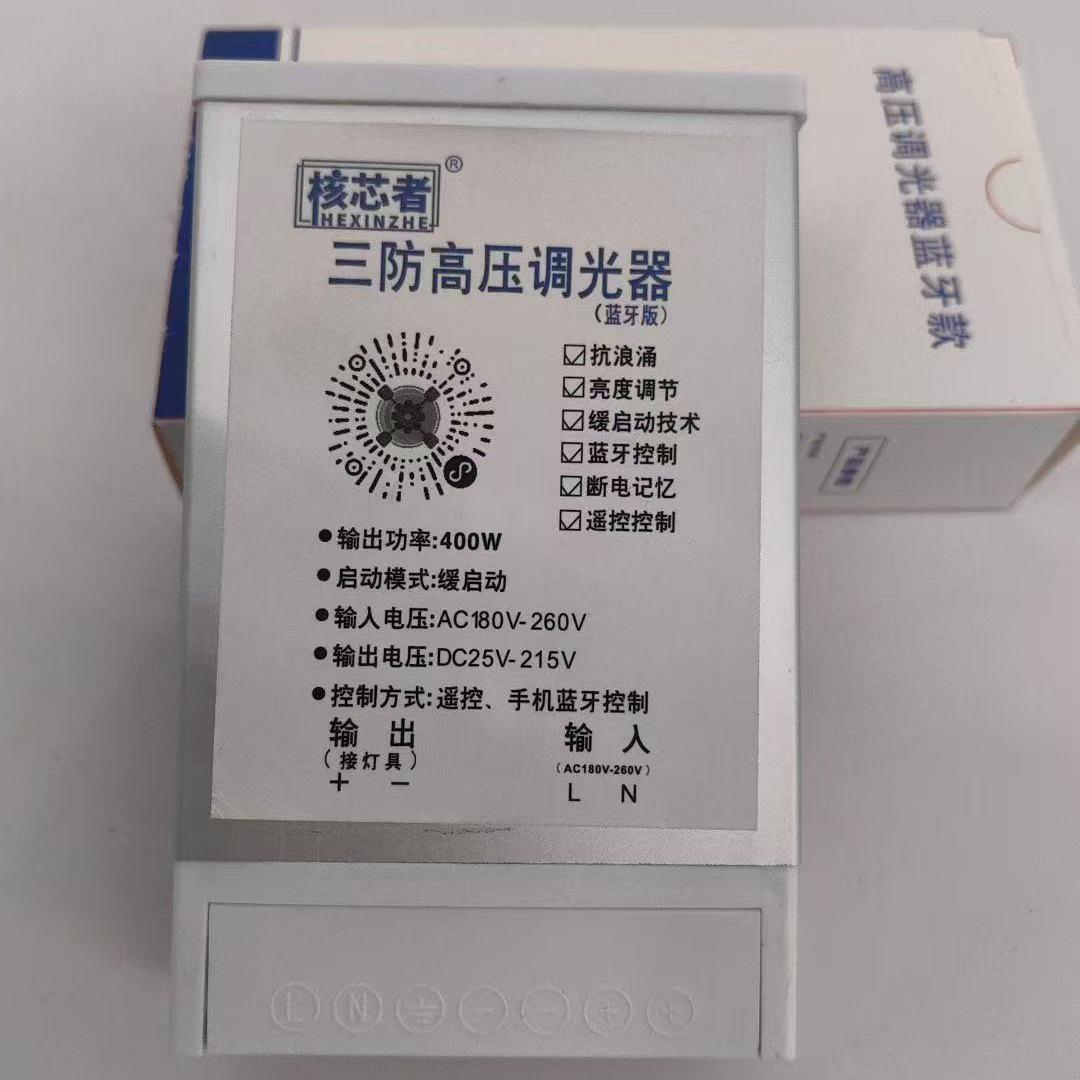 核芯者®
HEXINZHE
三防高压调光器
（蓝牙版）
☑抗浪涌
☑亮度调节
☑缓启动技术
☑蓝牙控制
☑断电记忆
☑遥控控制
●输出功率:400W
●启动模式:缓启动
●输入电压:AC180V-260V
●输出电压:DC25V-215V
●控制方式:遥控、手机蓝牙控制
输 出 输 入
（接灯具） （AC180V-260V）
+ − L N
L N − − + +
高压调光器蓝牙款